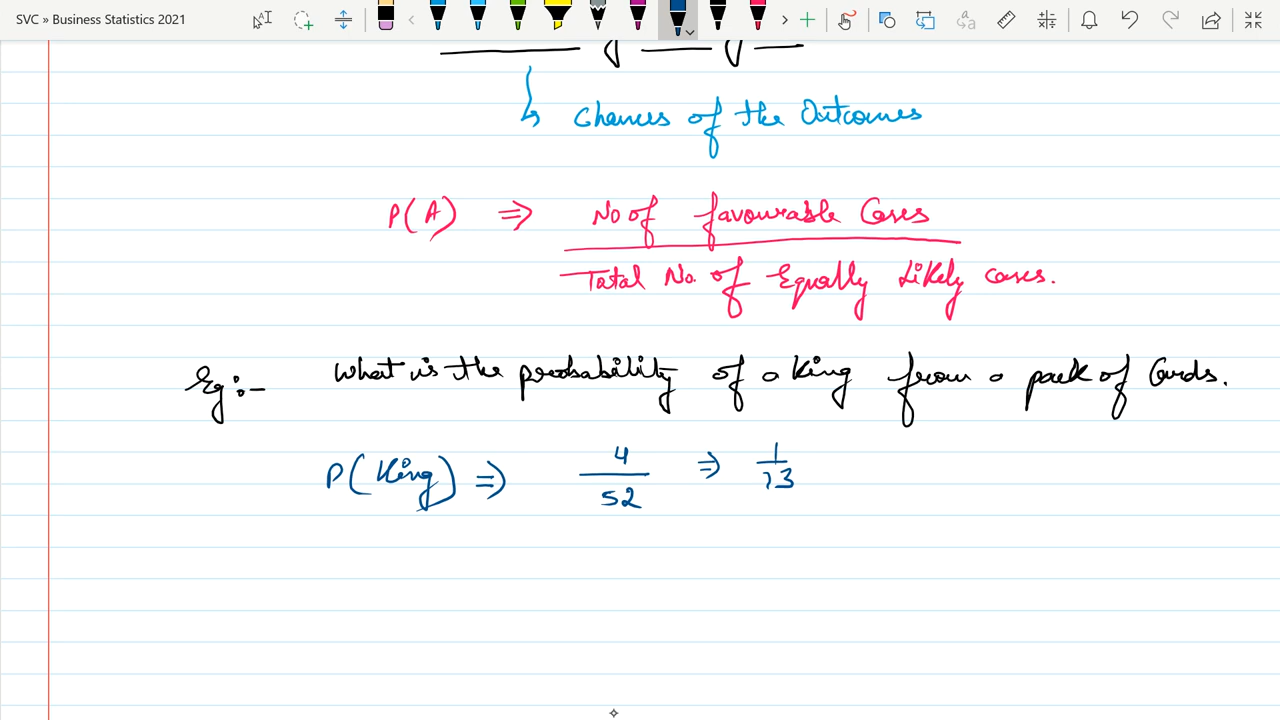 SVC » Business Statistics 2021
Chances of the Outcomes
P(A) ⇒ No of favourable Cases
Total No. of Equally Likely cases.
Eg:- What is the probability of a King from a pack of Cards.
P(King) ⇒ 4/52 ⇒ 1/13